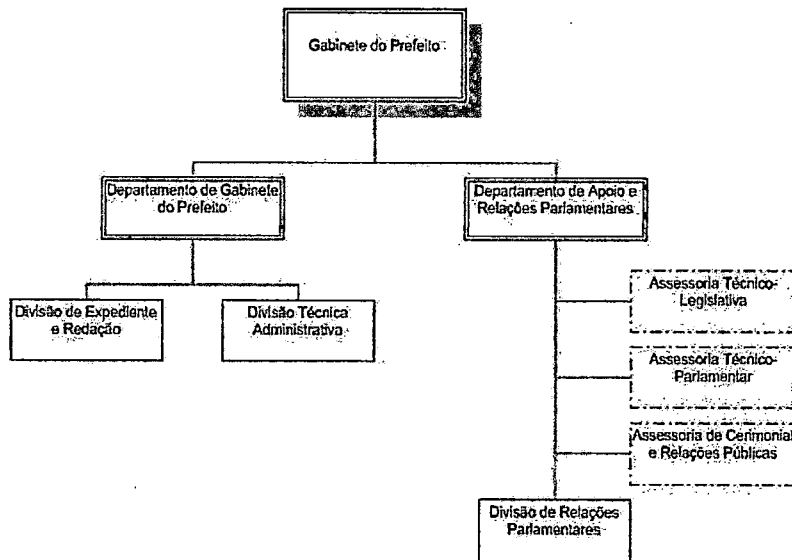 Gabinete do Prefeito
Departamento de Gabinete
do Prefeito
Departamento de Apoio e
Relações Parlamentares
Divisão de Expediente
e Redação
Divisão Técnica
Administrativa
Assessoria Técnico-
Legislativa
Assessoria Técnico-
Parlamentar
Assessoria de Cerimonial
e Relações Públicas
Divisão de Relações
Parlamentares